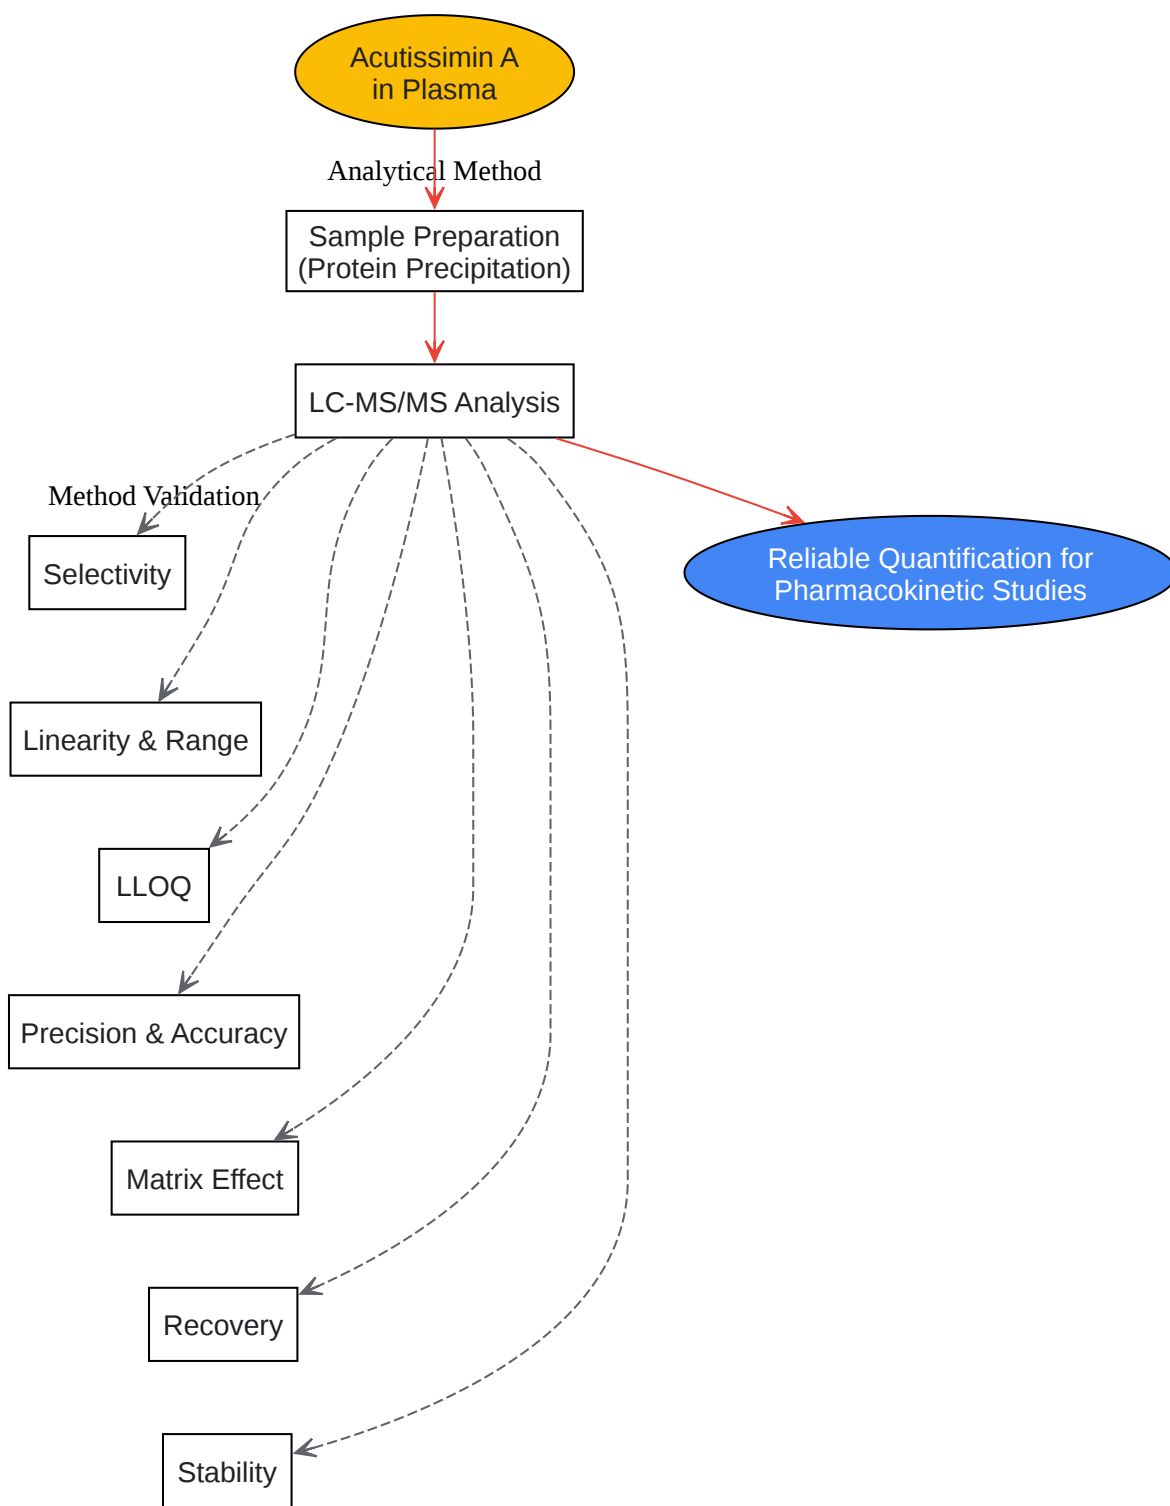 Acutissimin A
in Plasma
Analytical Method
Sample Preparation
(Protein Precipitation)
LC-MS/MS Analysis
Method Validation
Selectivity
Reliable Quantification for
Pharmacokinetic Studies
Linearity & Range
LLOQ
Precision & Accuracy
Matrix Effect
Recovery
Stability